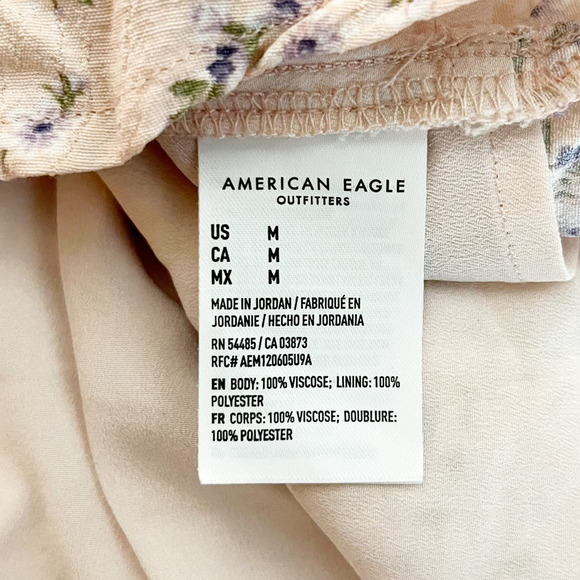 AMERICAN EAGLE
OUTFITTERS
US M
CA M
MX M
MADE IN JORDAN / FABRIQUÉ EN
JORDANIE / HECHO EN JORDANIA
RN 54485 / CA 03873
RFC# AEM120605U9A
EN BODY: 100% VISCOSE; LINING: 100%
POLYESTER
FR CORPS: 100% VISCOSE; DOUBLURE:
100% POLYESTER